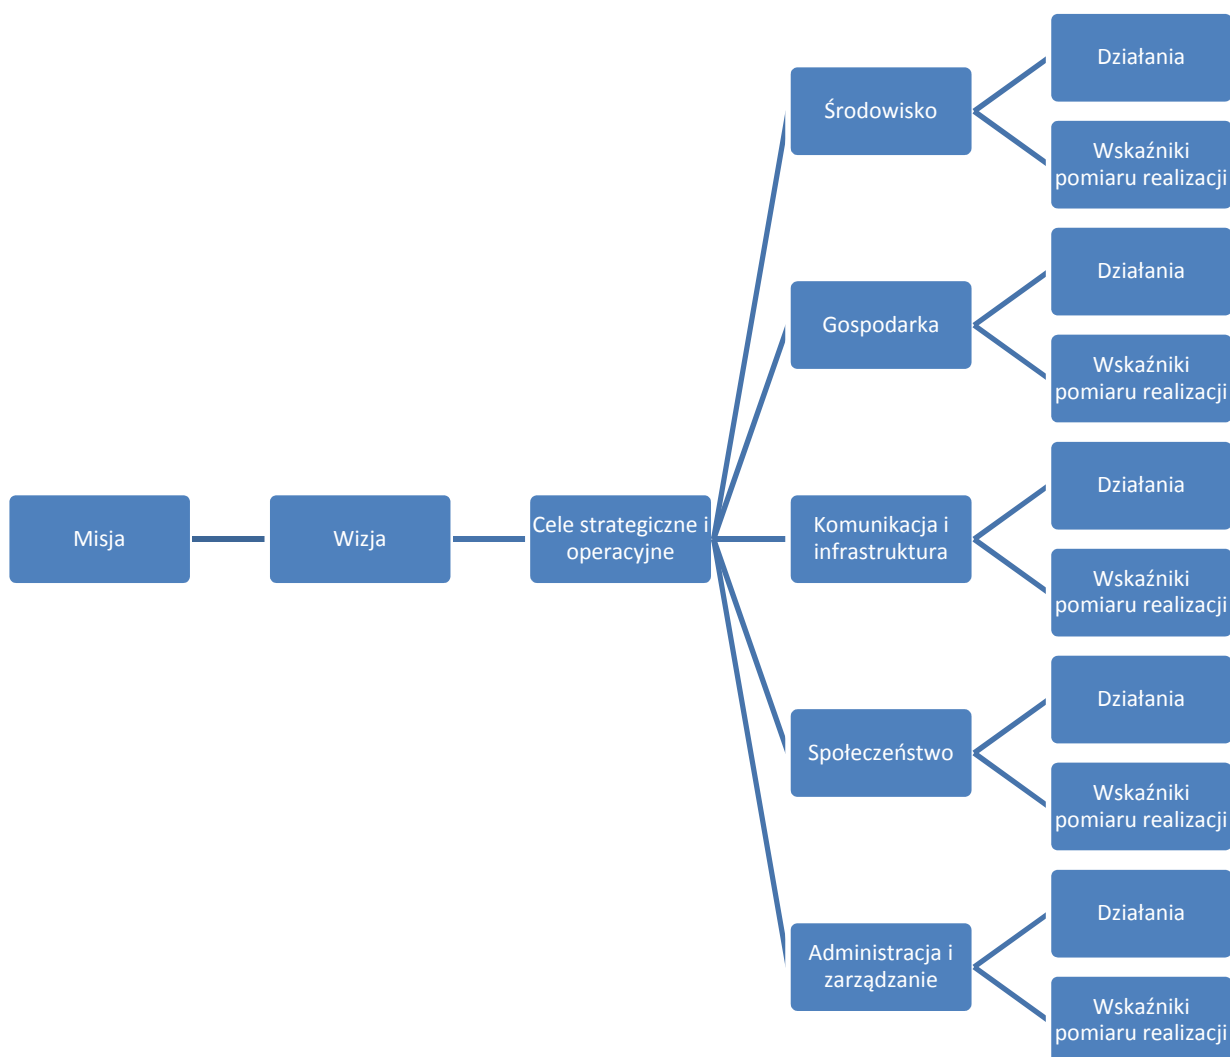 Misja
Wizja
Cele strategiczne i
operacyjne
Środowisko
Działania
Wskaźniki
pomiaru realizacji
Gospodarka
Działania
Wskaźniki
pomiaru realizacji
Komunikacja i
infrastruktura
Działania
Wskaźniki
pomiaru realizacji
Społeczeństwo
Działania
Wskaźniki
pomiaru realizacji
Administracja i
zarządzanie
Działania
Wskaźniki
pomiaru realizacji